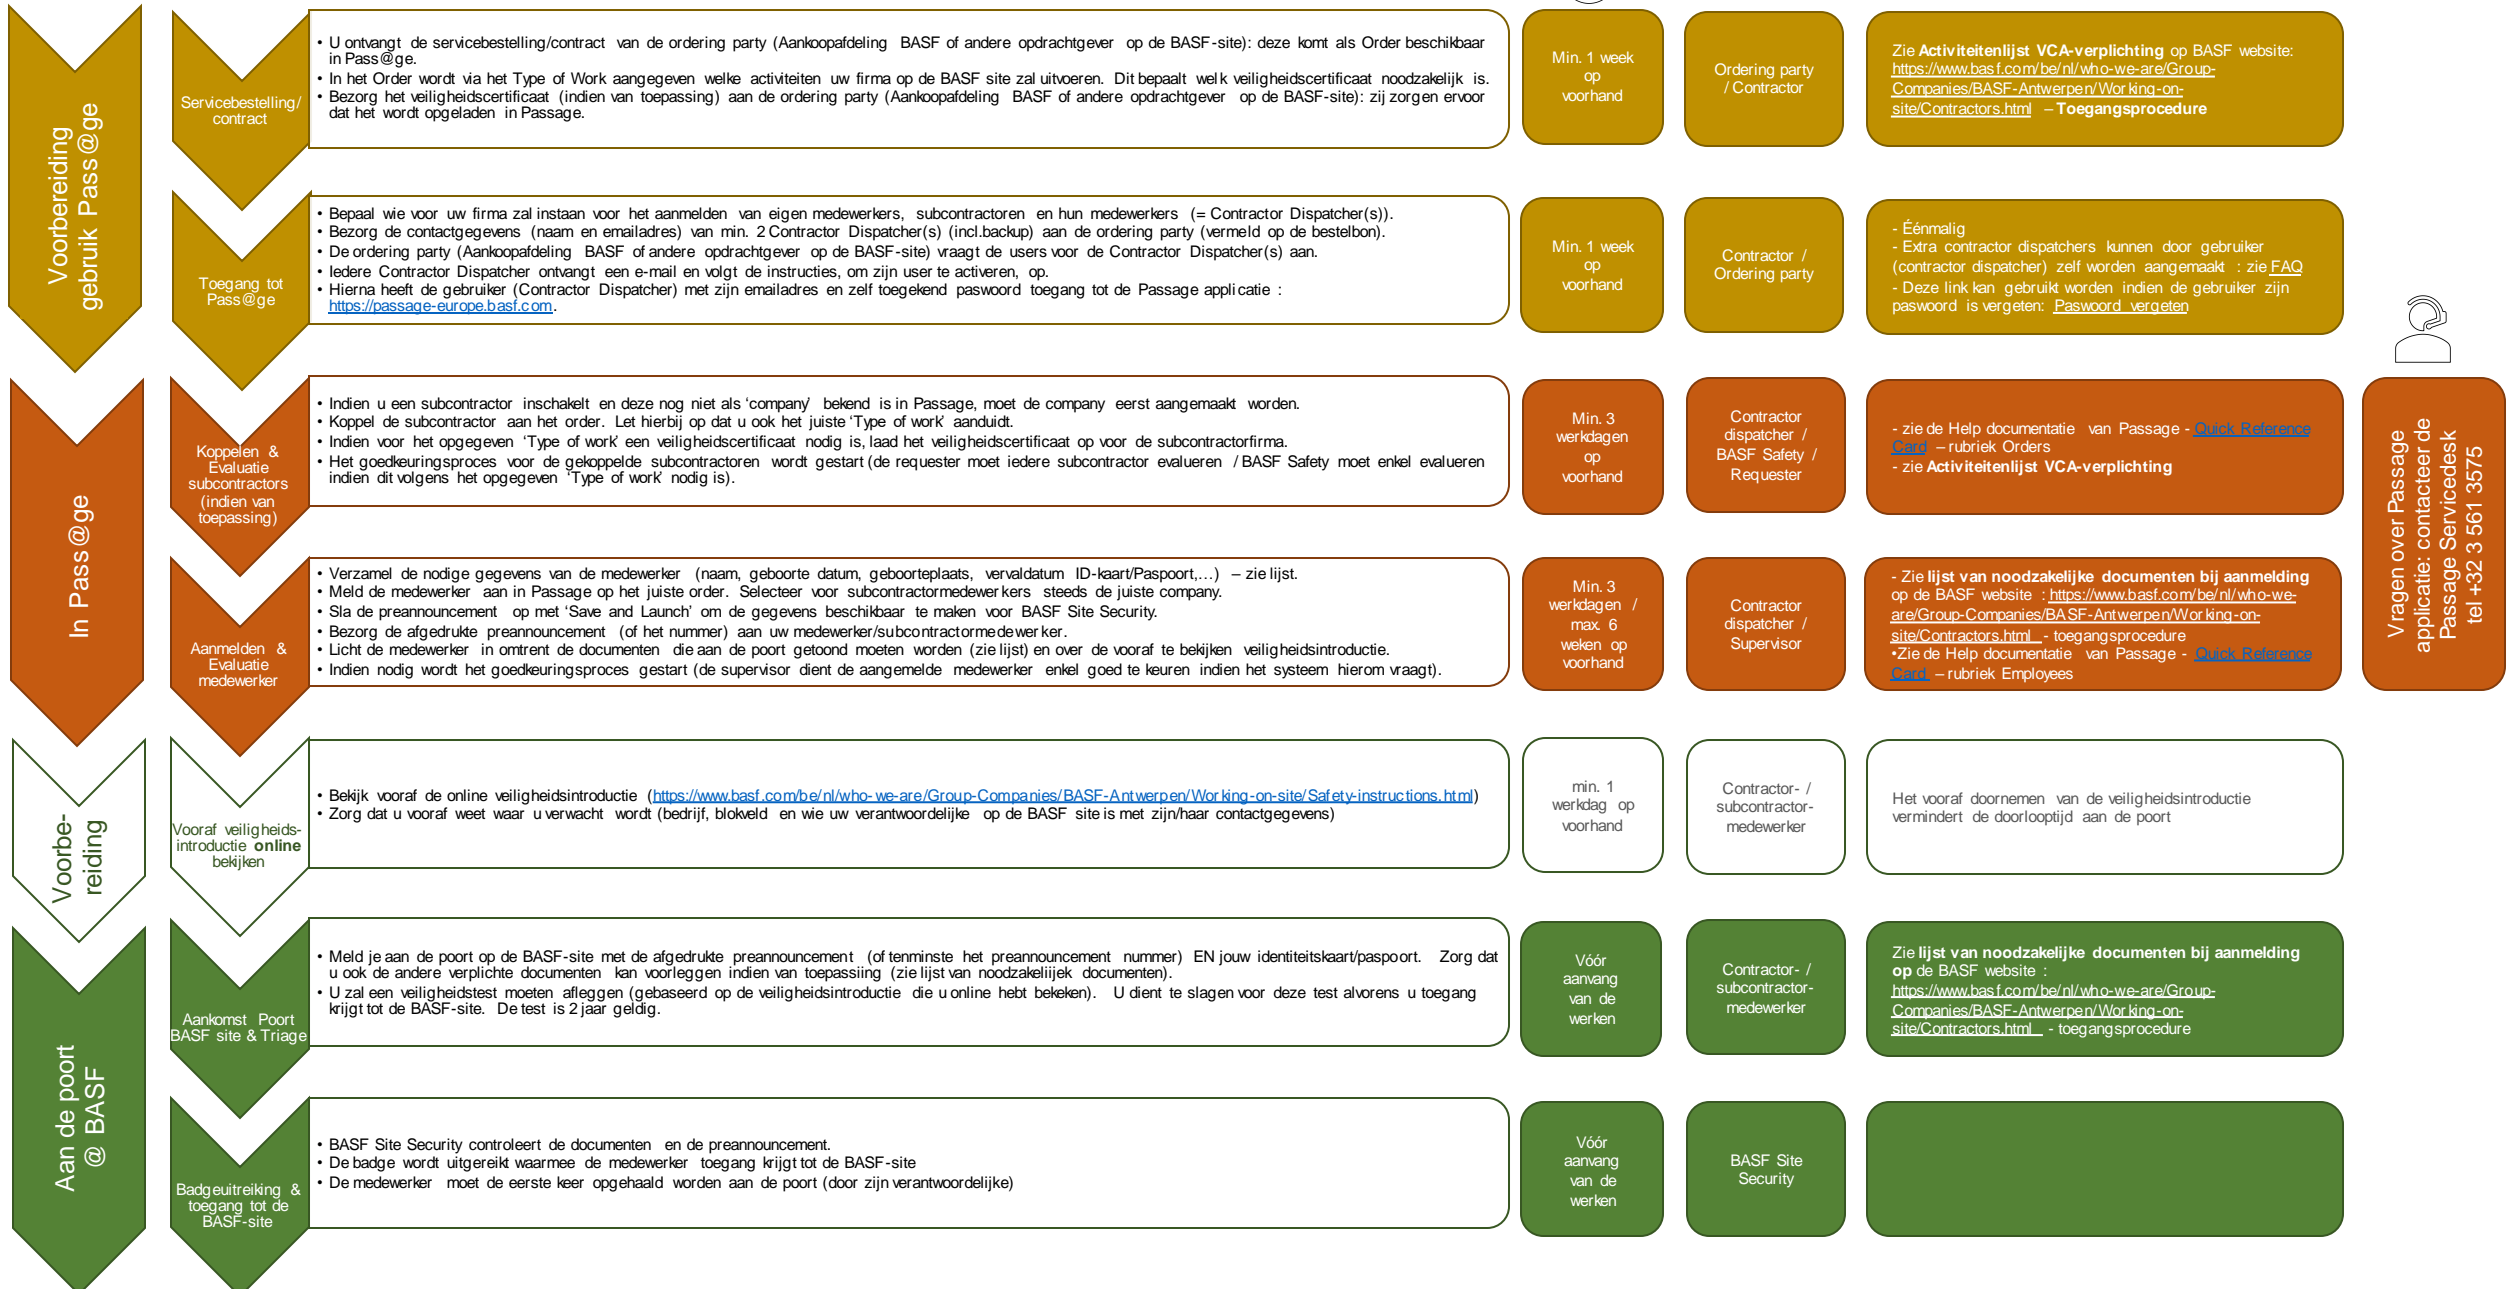 Voorbereiding
gebruik Pass@ge
Servicebestelling/
contract
• U ontvangt de servicebestelling/contract van de ordering party (Aankoopafdeling BASF of andere opdrachtgever op de BASF-site): deze komt als Order beschikbaar
in Pass@ge.
• In het Order wordt via het Type of Work aangegeven welke activiteiten uw firma op de BASF site zal uitvoeren. Dit bepaalt welk veiligheidscertificaat noodzakelijk is.
• Bezorg het veiligheidscertificaat (indien van toepassing) aan de ordering party (Aankoopafdeling BASF of andere opdrachtgever op de BASF-site): zij zorgen ervoor
dat het wordt opgeladen in Passage.
Min. 1 week
op
voorhand
Ordering party
/ Contractor
Zie Activiteitenlijst VCA-verplichting op BASF website:
https://www.basf.com/be/nl/who-we-are/Group-
Companies/BASF-Antwerpen/Working-on-
site/Contractors.html – Toegangsprocedure
Toegang tot
Pass@ge
• Bepaal wie voor uw firma zal instaan voor het aanmelden van eigen medewerkers, subcontractoren en hun medewerkers (= Contractor Dispatcher(s)).
• Bezorg de contactgegevens (naam en emailadres) van min. 2 Contractor Dispatcher(s) (incl.backup) aan de ordering party (vermeld op de bestelbon).
• De ordering party (Aankoopafdeling BASF of andere opdrachtgever op de BASF-site) vraagt de users voor de Contractor Dispatcher(s) aan.
• Iedere Contractor Dispatcher ontvangt een e-mail en volgt de instructies, om zijn user te activeren, op.
• Hierna heeft de gebruiker (Contractor Dispatcher) met zijn emailadres en zelf toegekend paswoord toegang tot de Passage applicatie :
https://passage-europe.basf.com.
Min. 1 week
op
voorhand
Contractor /
Ordering party
- Éénmalig
- Extra contractor dispatchers kunnen door gebruiker
(contractor dispatcher) zelf worden aangemaakt : zie FAQ
- Deze link kan gebruikt worden indien de gebruiker zijn
paswoord is vergeten: Paswoord vergeten
In Pass@ge
Koppelen &
Evaluatie
subcontractors
(indien van
toepassing)
• Indien u een subcontractor inschakelt en deze nog niet als ‘company’ bekend is in Passage, moet de company eerst aangemaakt worden.
• Koppel de subcontractor aan het order. Let hierbij op dat u ook het juiste ‘Type of work’ aanduidt.
• Indien voor het opgegeven ‘Type of work’ een veiligheidscertificaat nodig is, laad het veiligheidscertificaat op voor de subcontractorfirma.
• Het goedkeuringsproces voor de gekoppelde subcontractoren wordt gestart (de requester moet iedere subcontractor evalueren / BASF Safety moet enkel evalueren
indien dit volgens het opgegeven ‘Type of work’ nodig is).
Min. 3
werkdagen
op
voorhand
Contractor
dispatcher /
BASF Safety /
Requester
- zie de Help documentatie van Passage - Quick Reference
Card – rubriek Orders
- zie Activiteitenlijst VCA-verplichting
Vragen over Passage
applicatie: contacteer de
Passage Servicedesk
tel +32 3 561 3575
Aanmelden &
Evaluatie
medewerker
• Verzamel de nodige gegevens van de medewerker (naam, geboorte datum, geboorteplaats, vervaldatum ID-kaart/Paspoort,…) – zie lijst.
• Meld de medewerker aan in Passage op het juiste order. Selecteer voor subcontractormedewerkers steeds de juiste company.
• Sla de preannouncement op met ‘Save and Launch’ om de gegevens beschikbaar te maken voor BASF Site Security.
• Bezorg de afgedrukte preannouncement (of het nummer) aan uw medewerker/subcontractormedewerker.
• Licht de medewerker in omtrent de documenten die aan de poort getoond moeten worden (zie lijst) en over de vooraf te bekijken veiligheidsintroductie.
• Indien nodig wordt het goedkeuringsproces gestart (de supervisor dient de aangemelde medewerker enkel goed te keuren indien het systeem hierom vraagt).
Min. 3
werkdagen /
max. 6
weken op
voorhand
Contractor
dispatcher /
Supervisor
- Zie lijst van noodzakelijke documenten bij aanmelding
op de BASF website : https://www.basf.com/be/nl/who-we-
are/Group-Companies/BASF-Antwerpen/Working-on-
site/Contractors.html - toegangsprocedure
•Zie de Help documentatie van Passage - Quick Reference
Card – rubriek Employees
Voorbe-
reiding
Vooraf veiligheids-
introductie online
bekijken
• Bekijk vooraf de online veiligheidsintroductie (https://www.basf.com/be/nl/who-we-are/Group-Companies/BASF-Antwerpen/Working-on-site/Safety-instructions.html)
• Zorg dat u vooraf weet waar u verwacht wordt (bedrijf, blokveld en wie uw verantwoordelijke op de BASF site is met zijn/haar contactgegevens)
min. 1
werkdag op
voorhand
Contractor- /
subcontractor-
medewerker
Het vooraf doornemen van de veiligheidsintroductie
vermindert de doorlooptijd aan de poort
Aan de poort
@ BASF
Aankomst Poort
BASF site & Triage
• Meld je aan de poort op de BASF-site met de afgedrukte preannouncement (of tenminste het preannouncement nummer) EN jouw identiteitskaart/paspoort. Zorg dat
u ook de andere verplichte documenten kan voorleggen indien van toepassiing (zie lijst van noodzakeliijek documenten).
• U zal een veiligheidstest moeten afleggen (gebaseerd op de veiligheidsintroductie die u online hebt bekeken). U dient te slagen voor deze test alvorens u toegang
krijgt tot de BASF-site. De test is 2 jaar geldig.
Vóór
aanvang
van de
werken
Contractor- /
subcontractor-
medewerker
Zie lijst van noodzakelijke documenten bij aanmelding
op de BASF website :
https://www.basf.com/be/nl/who-we-are/Group-
Companies/BASF-Antwerpen/Working-on-
site/Contractors.html - toegangsprocedure
Badgeuitreiking &
toegang tot de
BASF-site
• BASF Site Security controleert de documenten en de preannouncement.
• De badge wordt uitgereikt waarmee de medewerker toegang krijgt tot de BASF-site
• De medewerker moet de eerste keer opgehaald worden aan de poort (door zijn verantwoordelijke)
Vóór
aanvang
van de
werken
BASF Site
Security